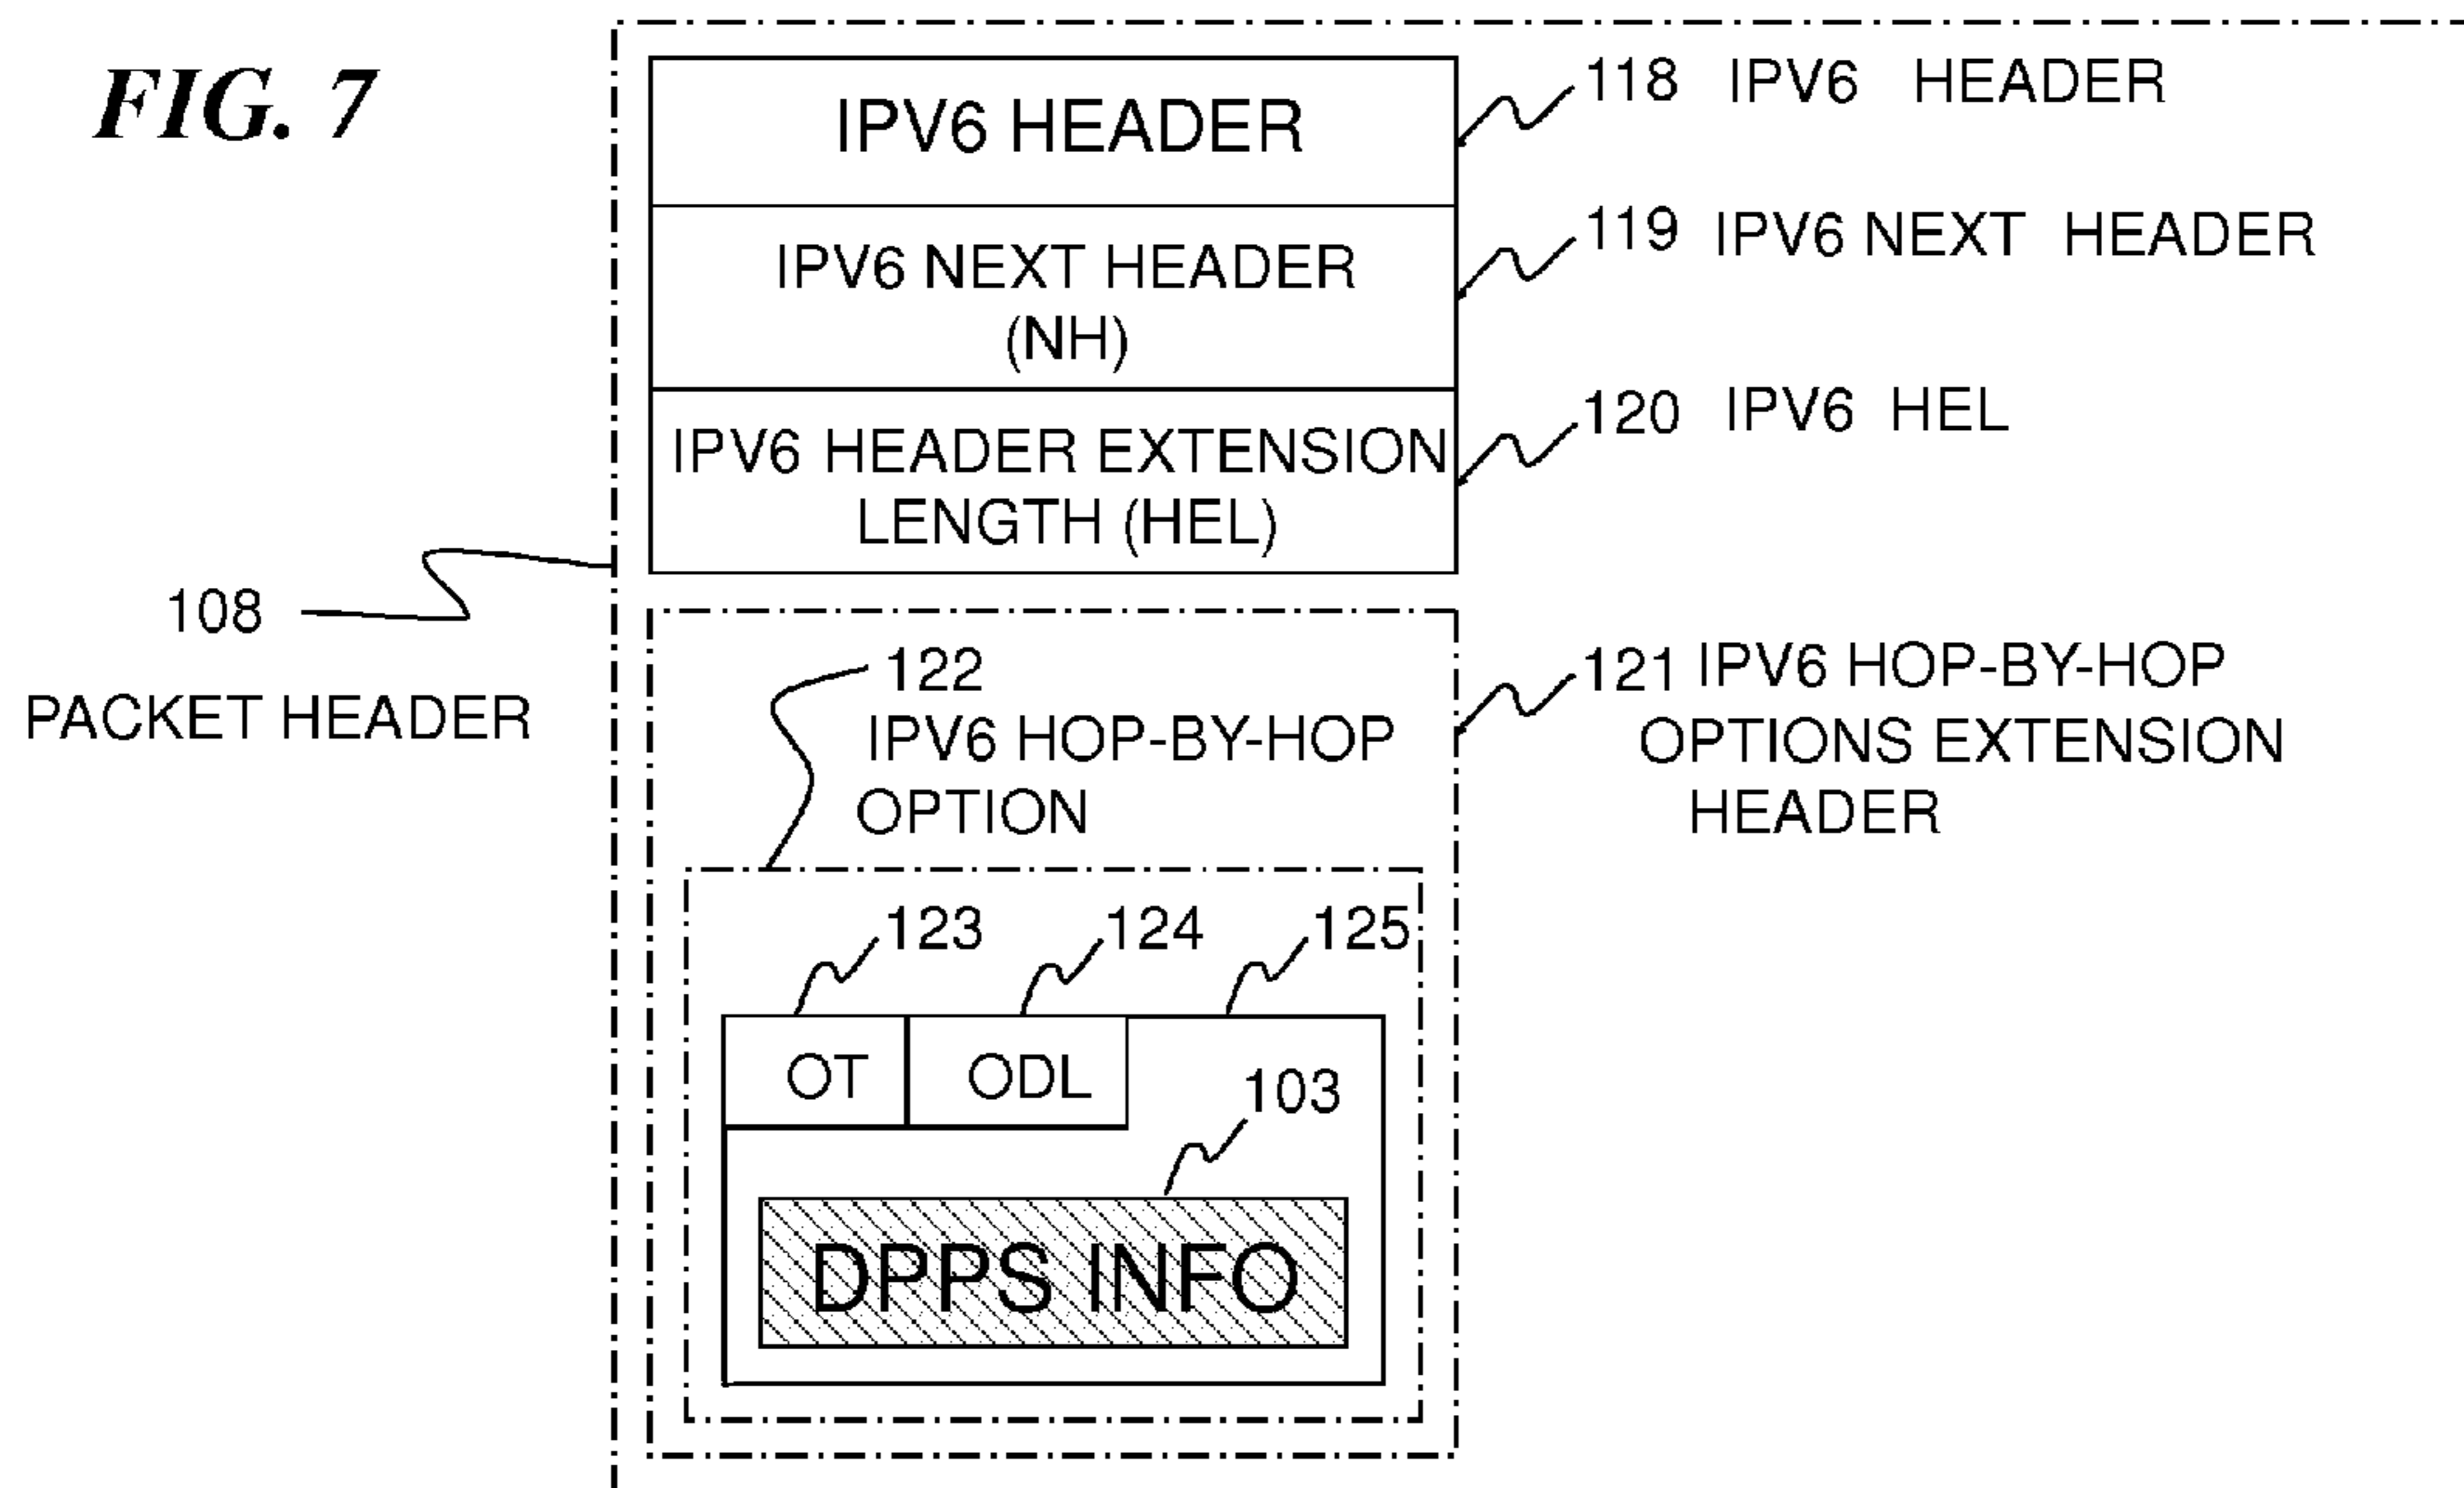 FIG. 7
IPV6 HEADER
118 IPV6 HEADER
IPV6 NEXT HEADER
(NH)
119 IPV6 NEXT HEADER
IPV6 HEADER EXTENSION
LENGTH (HEL)
120 IPV6 HEL
108
PACKET HEADER
122
IPV6 HOP-BY-HOP
OPTION
121 IPV6 HOP-BY-HOP
OPTIONS EXTENSION
HEADER
123 124 125
OT ODL
103
DPPS INFO